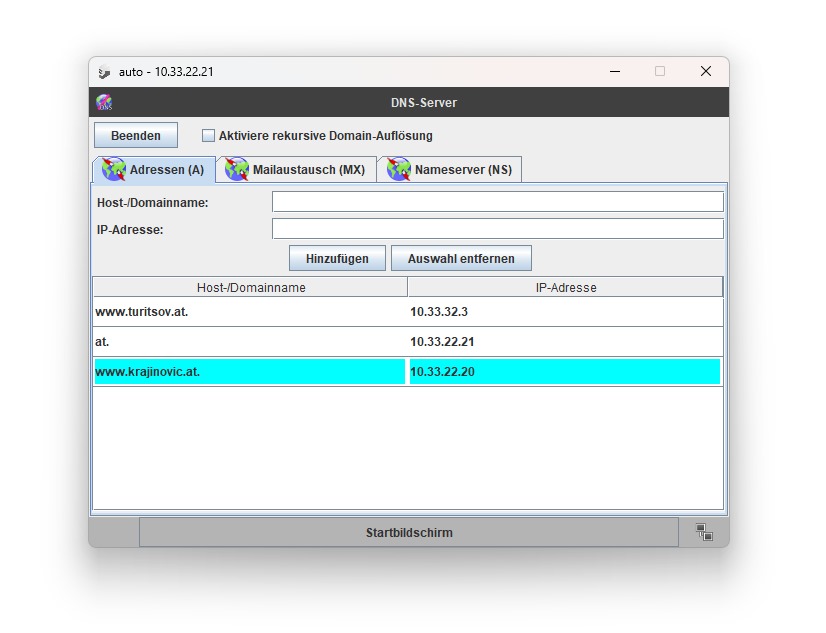 auto - 10.33.22.21
DNS-Server
Beenden Aktiviere rekursive Domain-Auflösung
Adressen (A) Mailaustausch (MX) Nameserver (NS)
Host-/Domainname:
IP-Adresse:
Hinzufügen Auswahl entfernen
Host-/Domainname IP-Adresse
www.turitsov.at. 10.33.32.3
at. 10.33.22.21
www.krajinovic.at. 10.33.22.20
Startbildschirm